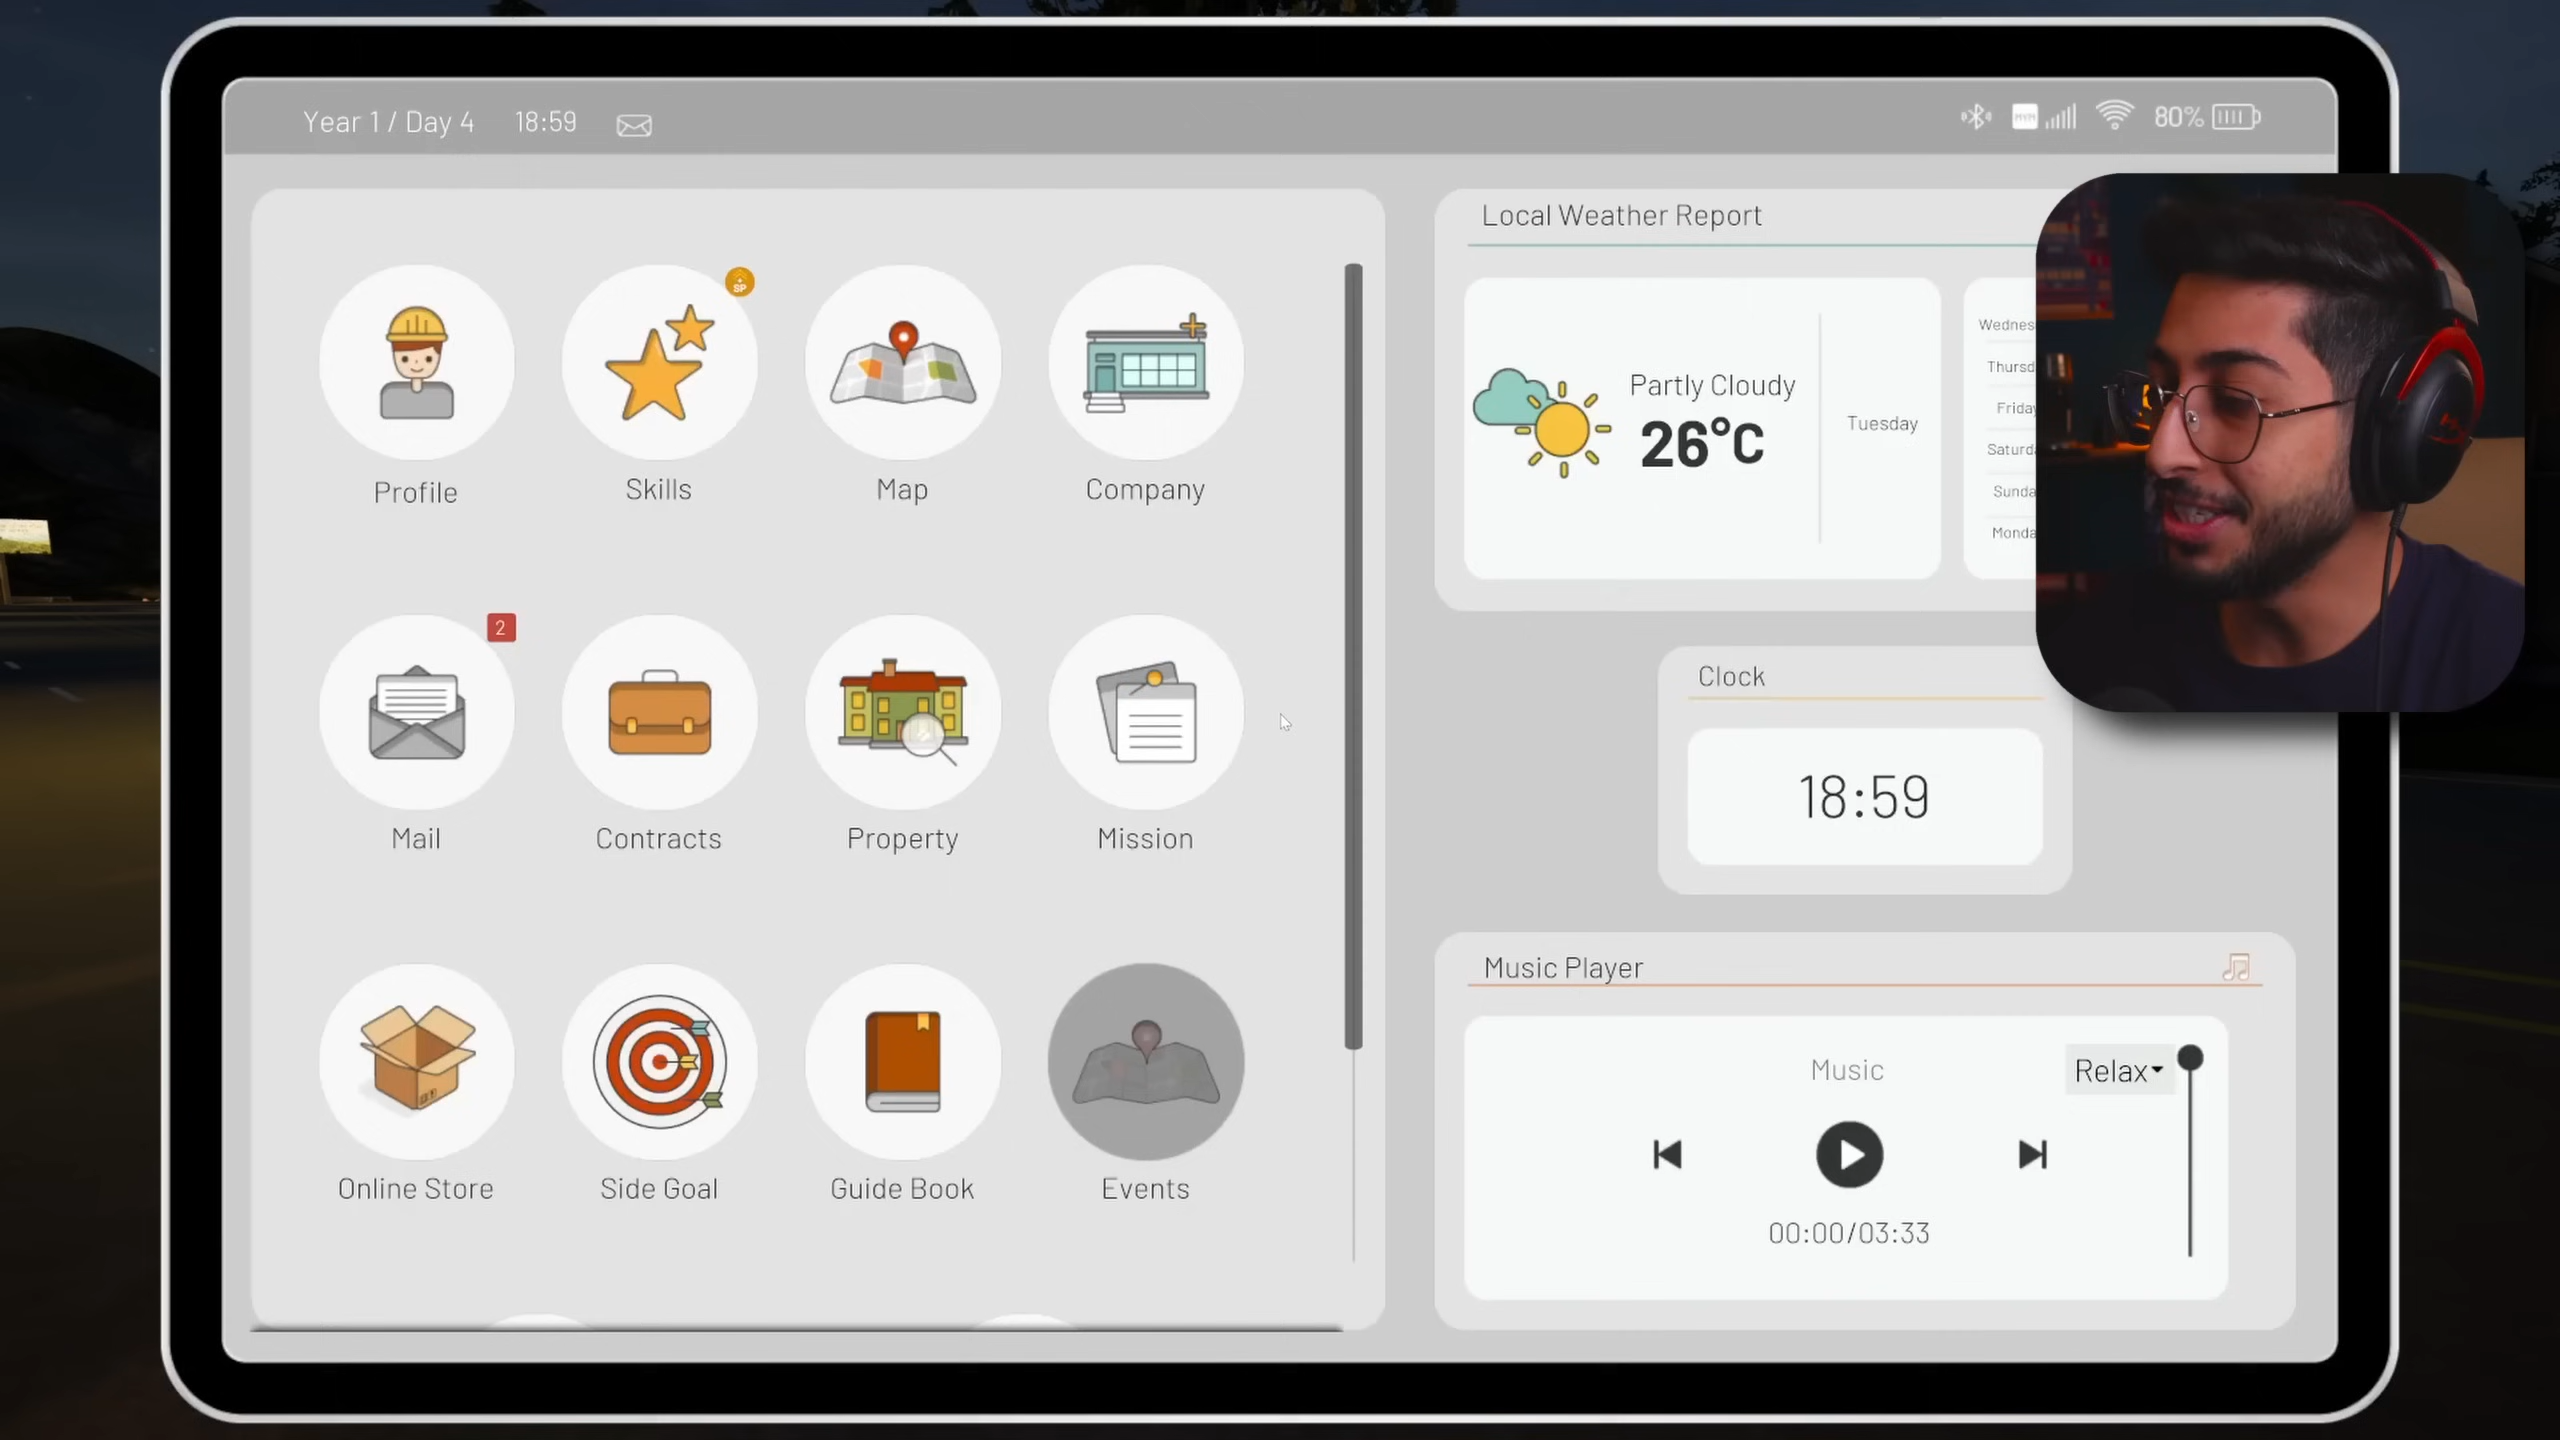 Year 1 / Day 4 18:59
80%
SP
Profile
Skills
Map
Company
2
Mail
Contracts
Property
Mission
Online Store
Side Goal
Guide Book
Events
Local Weather Report
Partly Cloudy
26°C
Tuesday
Clock
18:59
Music Player
Music
Relax
00:00/03:33